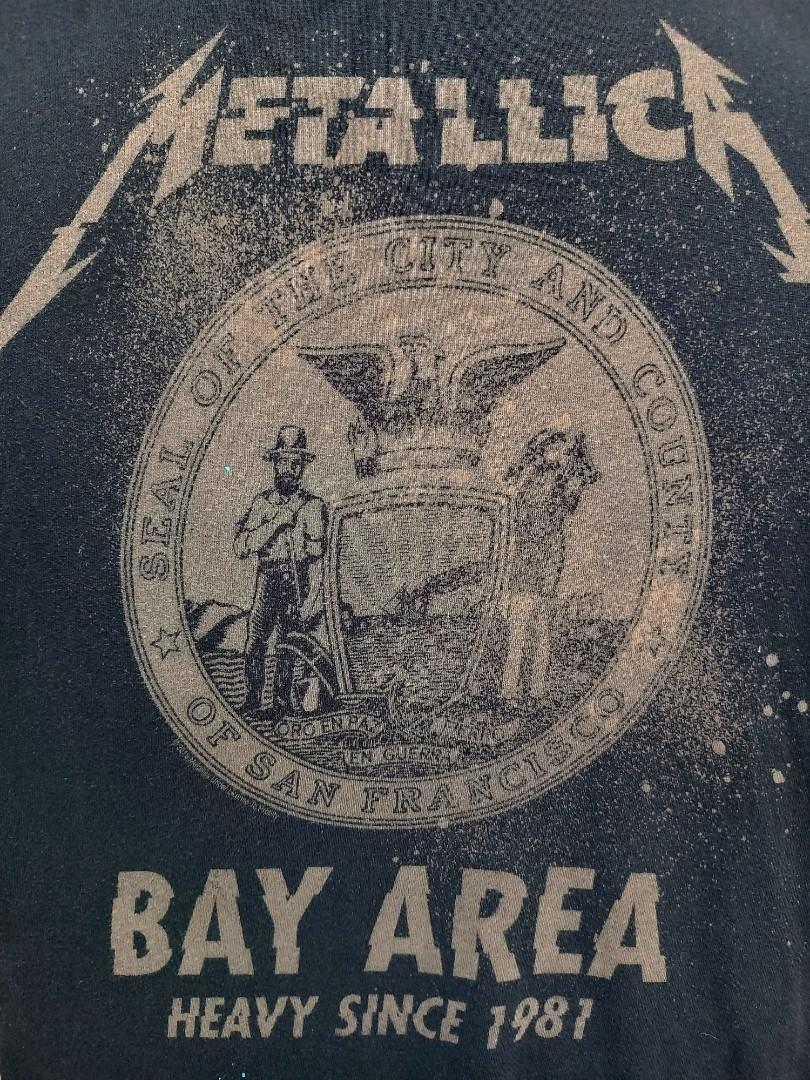 METALLICA
SEAL OF THE CITY AND COUNTY
OF SAN FRANCISCO
ORO EN PAZ
EN GUERRA
BAY AREA
HEAVY SINCE 1981